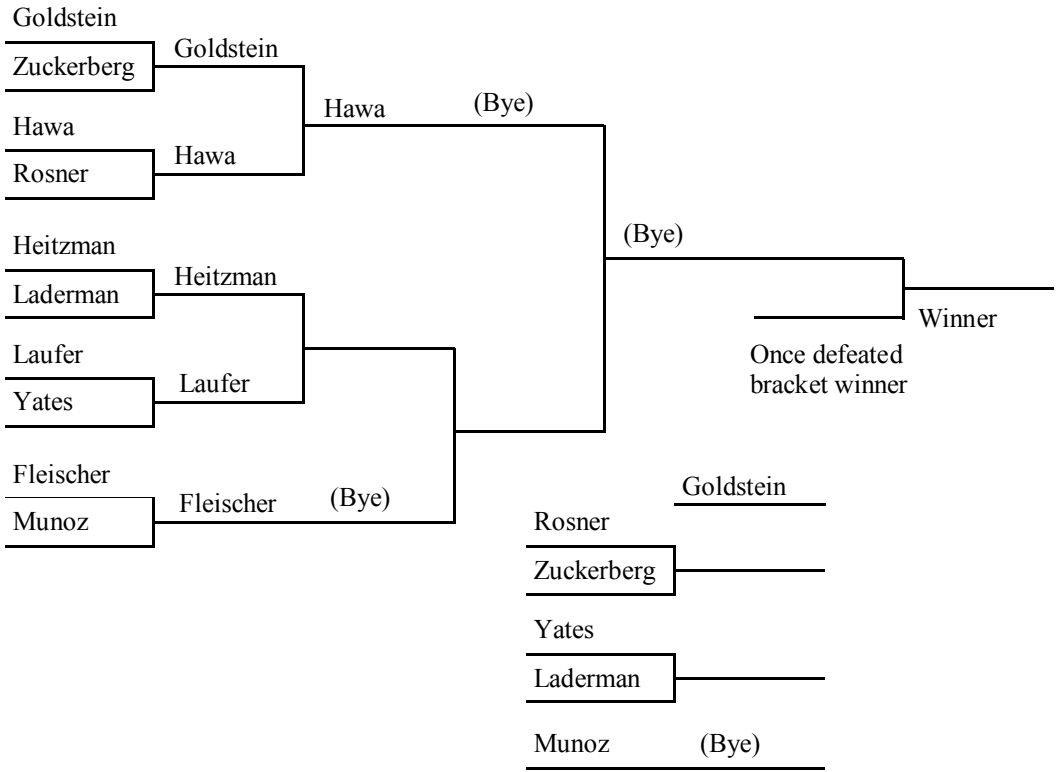 Goldstein
Zuckerberg
Goldstein
Hawa
Rosner
Hawa
Hawa
(Bye)
Heitzman
Laderman
Heitzman
Laufer
Yates
Laufer
Fleischer
Munoz
Fleischer
(Bye)
(Bye)
Winner
Once defeated
bracket winner
Goldstein
Rosner
Zuckerberg
Yates
Laderman
Munoz
(Bye)